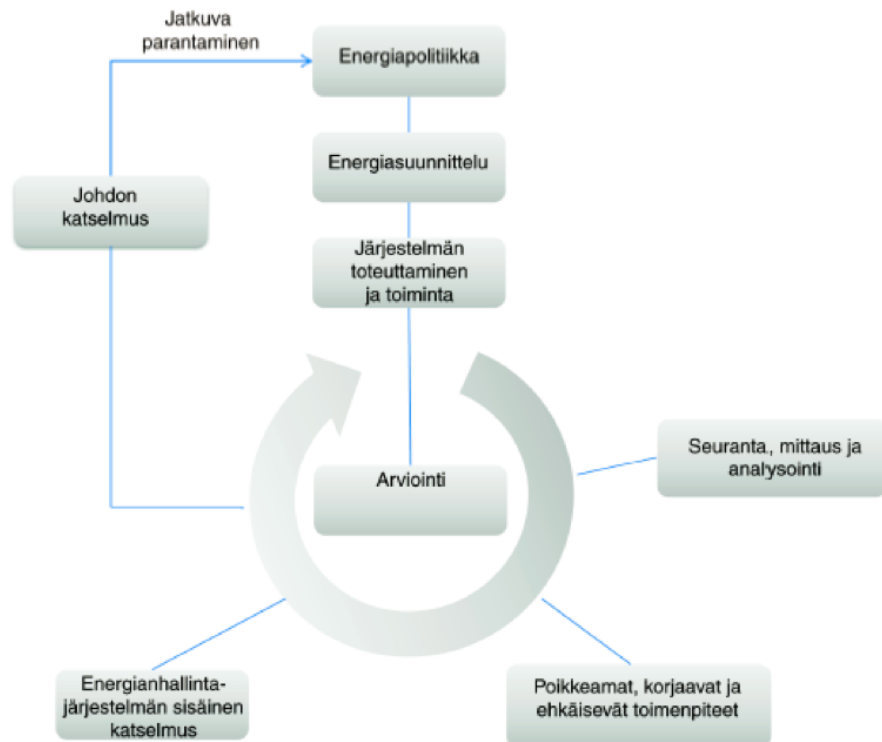 Jatkuva
parantaminen
Energiapolitiikka
Energiasuunnittelu
Johdon
katselmus
Järjestelmän
toteuttaminen
ja toiminta
Seuranta, mittaus ja
analysointi
Arviointi
Energianhallinta-
järjestelmän sisäinen
katselmus
Poikkeamat, korjaavat ja
ehkäisevät toimenpiteet